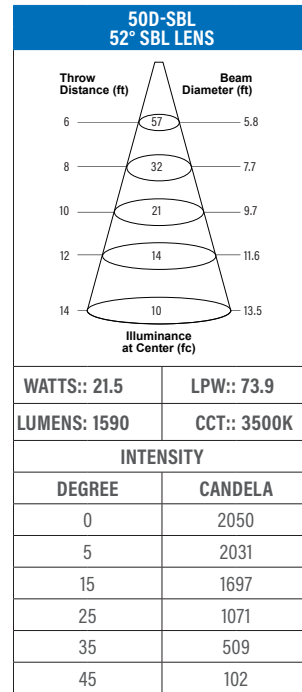 50D-SBL
52° SBL LENS
Throw Beam
Distance (ft) Diameter (ft)
6 57 5.8
8 32 7.7
10 21 9.7
12 14 11.6
14 10 13.5
Illuminance
at Center (fc)
WATTS:: 21.5 LPW:: 73.9
LUMENS: 1590 CCT:: 3500K
INTENSITY
DEGREE CANDELA
0 2050
5 2031
15 1697
25 1071
35 509
45 102